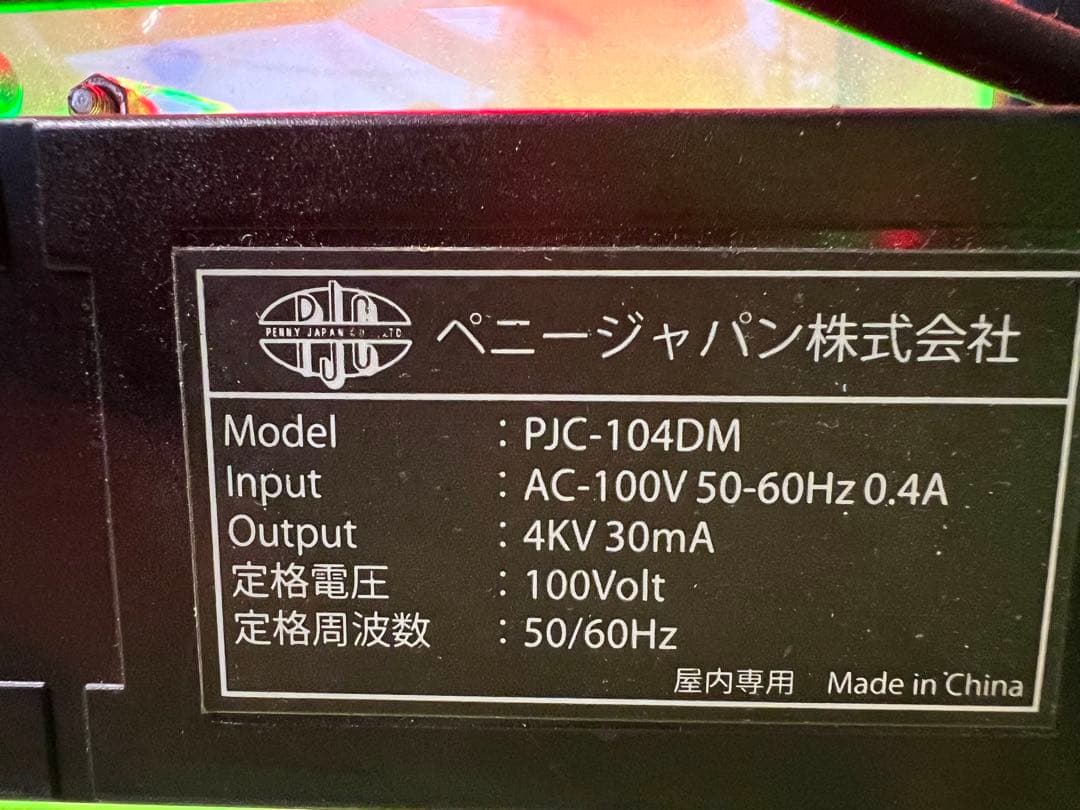 PJC
PENNY JAPAN CO.,LTD
PJC
ペニージャパン株式会社
Model : PJC-104DM
Input : AC-100V 50-60Hz 0.4A
Output : 4KV 30mA
定格電圧 : 100Volt
定格周波数 : 50/60Hz
屋内専用 Made in China